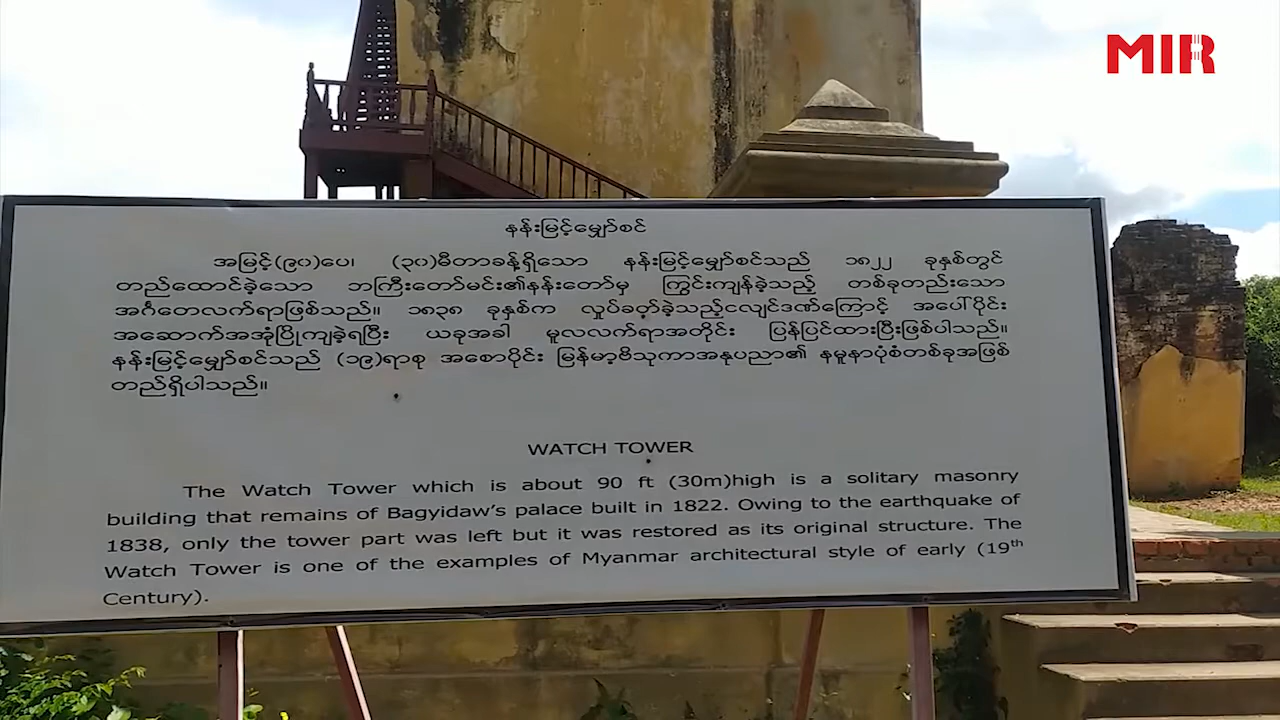 MIR
နန်းမြင့်မျှော်စင်
အမြင့်(၉၀)ပေ၊ (၃၀)မီတာခန့်ရှိသော နန်းမြင့်မျှော်စင်သည် ၁၈၂၂ ခုနှစ်တွင်
တည်ထောင်ခဲ့သော ဘကြီးတော်မင်း၏နန်းတော်မှ ကြွင်းကျန်ခဲ့သည့် တစ်ခုတည်းသော
အင်္ဂတေလက်ရာဖြစ်သည်။ ၁၈၃၈ ခုနှစ်က လှုပ်ခတ်ခဲ့သည့်ငလျင်ဒဏ်ကြောင့် အပေါ်ပိုင်း
အဆောက်အအုံပြိုကျခဲ့ရပြီး ယခုအခါ မူလလက်ရာအတိုင်း ပြန်ပြင်ထားပြီးဖြစ်ပါသည်။
နန်းမြင့်မျှော်စင်သည် (၁၉)ရာစု အစောပိုင်း မြန်မာ့ဗိသုကာအနုပညာ၏ နမူနာပုံစံတစ်ခုအဖြစ်
တည်ရှိပါသည်။
WATCH TOWER
The Watch Tower which is about 90 ft (30m)high is a solitary masonry
building that remains of Bagyidaw's palace built in 1822. Owing to the earthquake of
1838, only the tower part was left but it was restored as its original structure. The
Watch Tower is one of the examples of Myanmar architectural style of early (19th
Century).